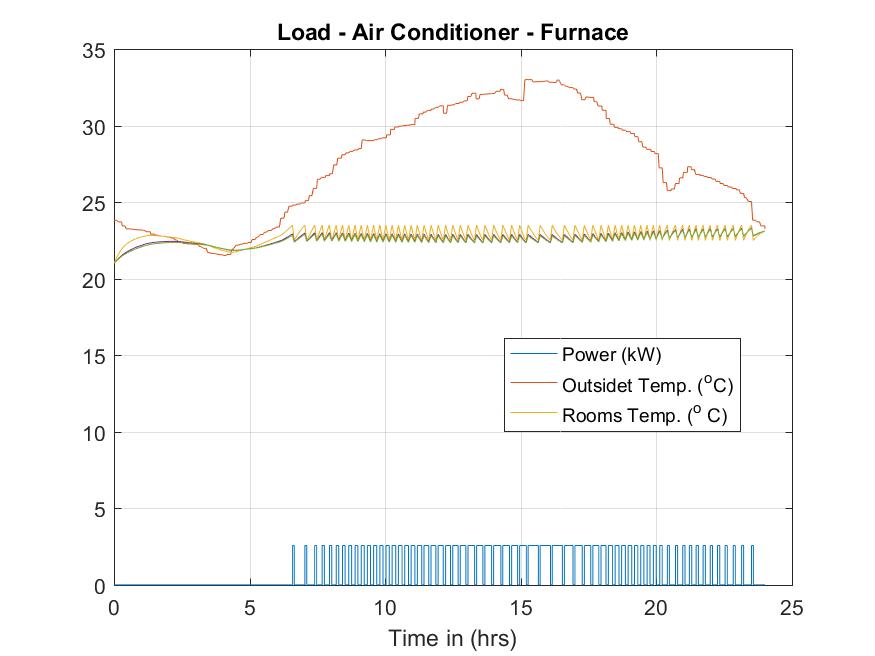 Load - Air Conditioner - Furnace
35
30
25
20
15
10
5
0
Power (kW)
Outsidet Temp. (oC)
Rooms Temp. (o C)
0 5 10 15 20 25
Time in (hrs)